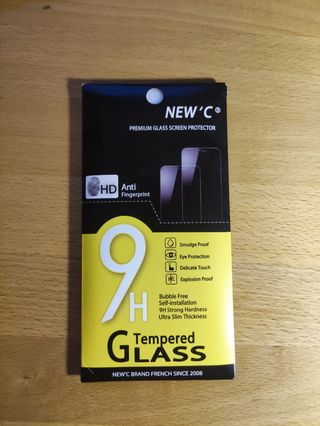 NEW'C ®
PREMIUM GLASS SCREEN PROTECTOR
HD
Anti
Fingerprint
Smudge Proof
Eye Protection
Delicate Touch
Explosion Proof
9H
Bubble Free
Self-installation
9H Strong Hardness
Ultra Slim Thickness
Tempered
GLASS
NEW'C BRAND FRENCH SINCE 2008